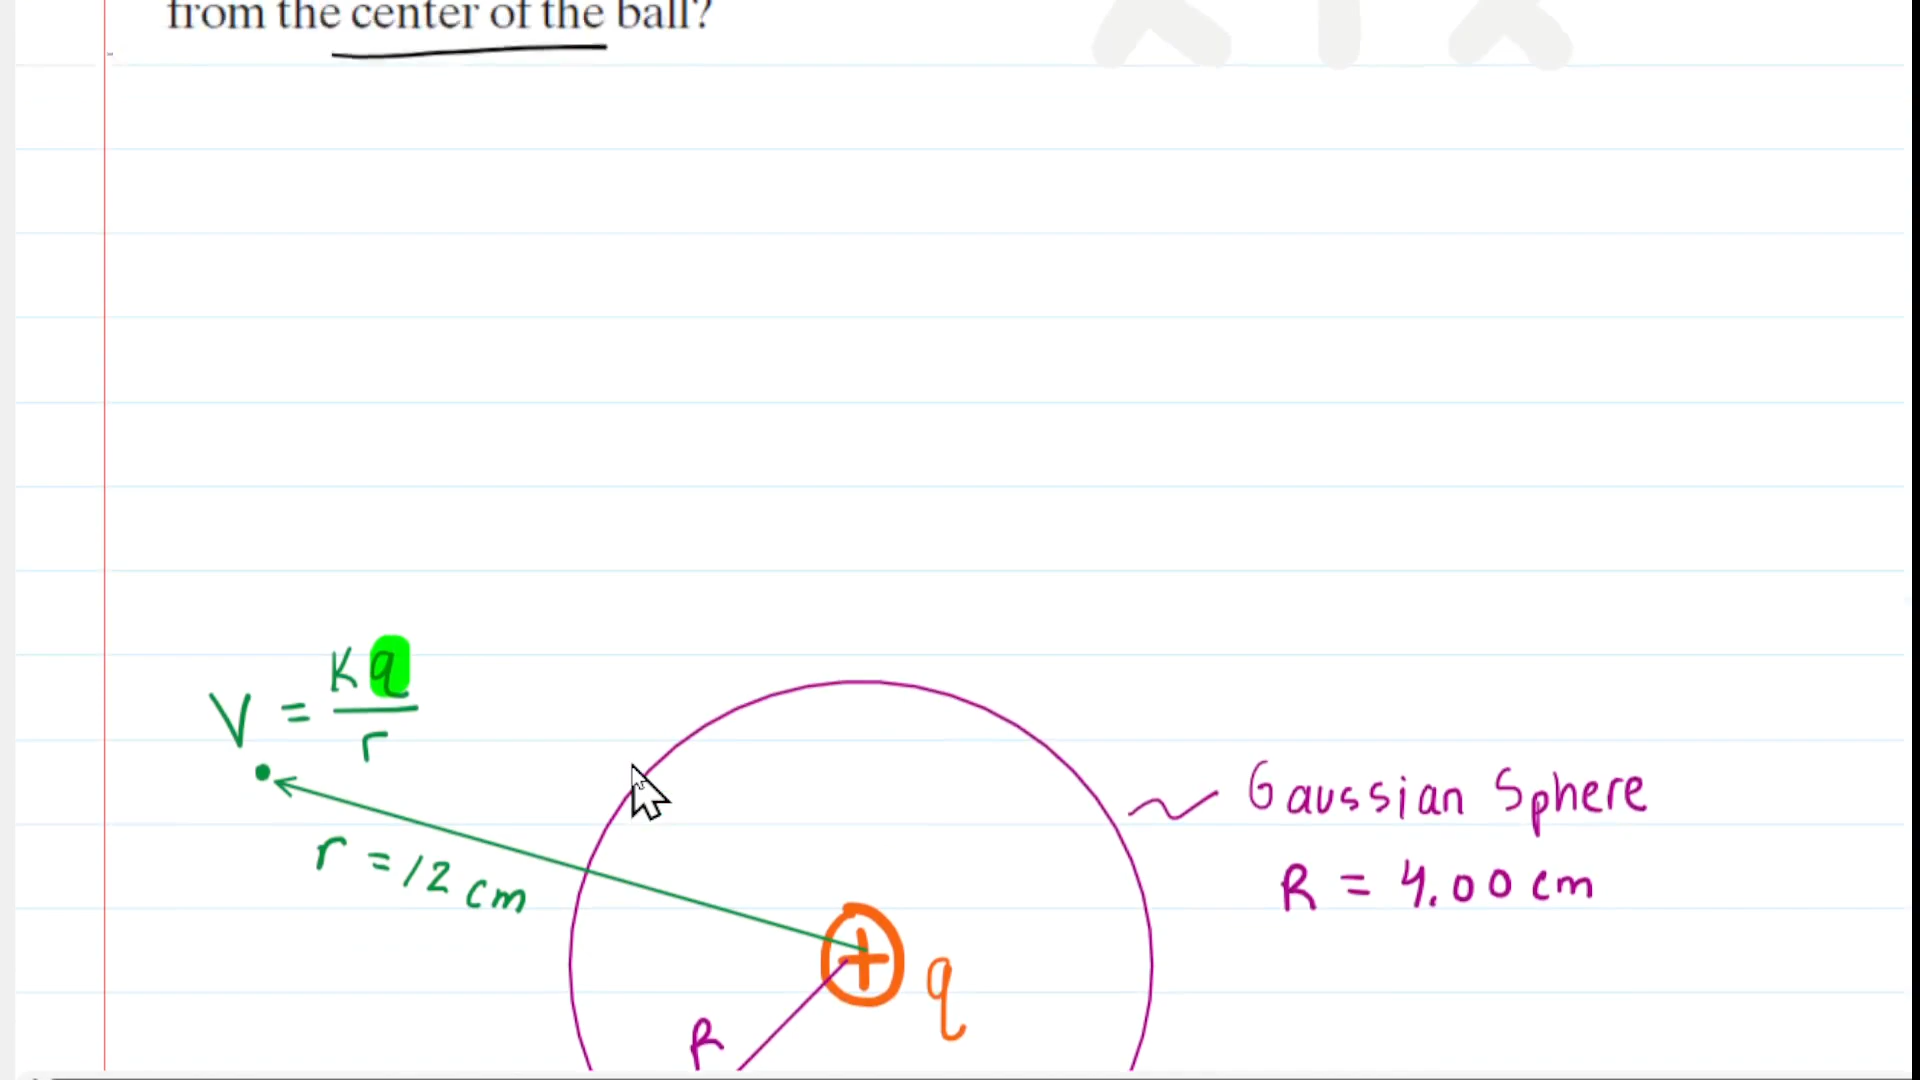 from the center of the ball?
V = Kq / r
r = 12 cm
Gaussian Sphere
R = 4.00 cm
+ q
R